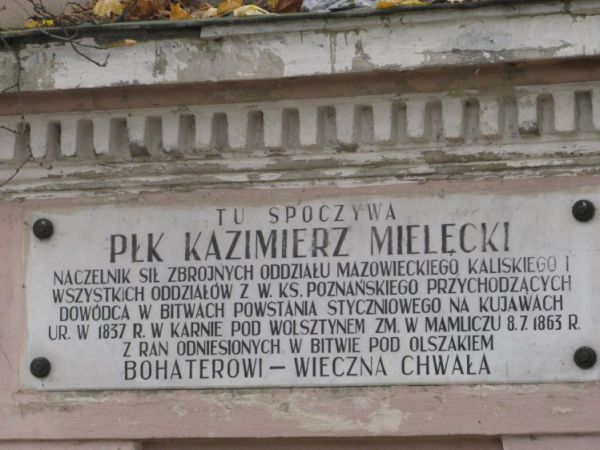 TU SPOCZYWA
PŁK KAZIMIERZ MIELĘCKI
NACZELNIK SIŁ ZBROJNYCH ODDZIAŁU MAZOWIECKIEGO KALISKIEGO I
WSZYSTKICH ODDZIAŁÓW Z W. KS. POZNAŃSKIEGO PRZYCHODZĄCYCH
DOWÓDCA W BITWACH POWSTANIA STYCZNIOWEGO NA KUJAWACH
UR. W 1837 R. W KARNIE POD WOLSZTYNEM ZM. W MAMLICZU 8.7. 1863 R.
Z RAN ODNIESIONYCH W BITWIE POD OLSZAKIEM
BOHATEROWI – WIECZNA CHWAŁA